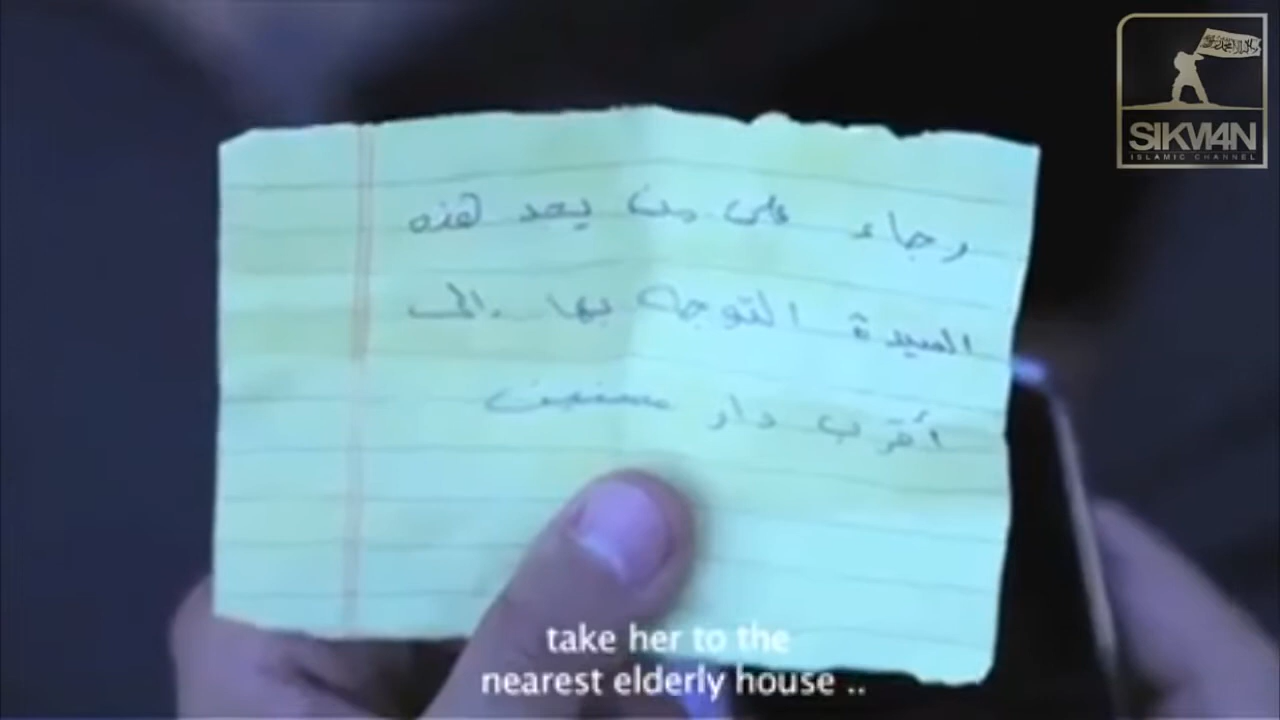 ISLAMIC CHANNEL
رجاء على من يجد هذه
السيدة التوجه بها الى
أقرب دار مسنين
take her to the
nearest elderly house ..